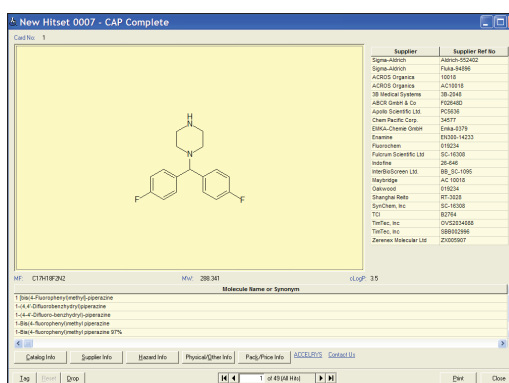 New Hitset 0007 - CAP Complete
Card No: 1
Supplier Supplier Ref No
Sigma-Aldrich Aldrich-552402
Sigma-Aldrich Fluka-94896
ACROS Organics 10018
ACROS Organics AC10018
3B Medical Systems 3B-2048
ABCR GmbH & Co F02648D
Apollo Scientific Ltd. PC5636
Chem Pacific Corp. 34577
EMKA-Chemie GmbH Emka-0379
Enamine EN300-14233
Fluorochem 019234
Fulcrum Scientific Ltd SC-16308
Indofine 26-646
InterBioScreen Ltd. BB_SC-1095
Maybridge AC 10018
Oakwood 019234
Shanghai Raito RT-3828
SynChem, Inc SC-16308
TCI B2764
TimTec, Inc OVS2034888
TimTec, Inc SBB002996
Zerenex Molecular Ltd ZX005907
H
N
N
F F
MF: C17H18F2N2 MW: 288.341 cLogP: 3.5
Molecule Name or Synonym
1 [bis(4-Fluorophenyl)methyl]-piperazine
1-(4,4'-Difluorobenzhydryl)piperazine
1-(4-4'-Difluoro-benzhydryl)-piperazine
1-Bis(4-fluorophenyl)methyl piperazine
1-Bis(4-fluorophenyl)methyl piperazine 97%
Catalog Info Supplier Info Hazard Info Physical/Other Info Pack/Price Info ACCELRYS Contact Us
Tag Reset Drop 1 of 49 (All Hits) Print Close